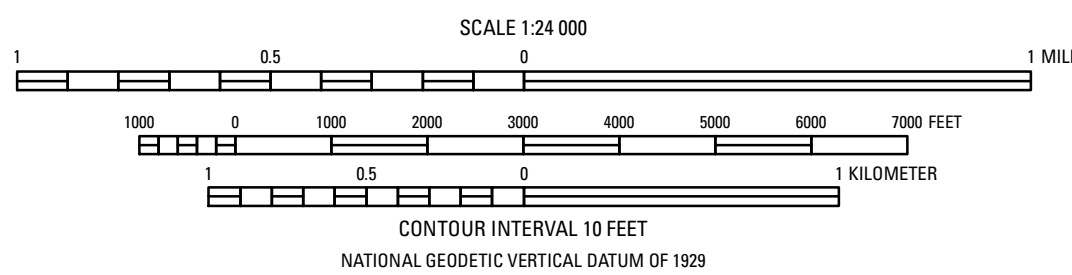 SCALE 1:24 000
1 0.5 0 1 MILE
1000 0 1000 2000 3000 4000 5000 6000 7000 FEET
1 0.5 0 1 KILOMETER
CONTOUR INTERVAL 10 FEET
NATIONAL GEODETIC VERTICAL DATUM OF 1929